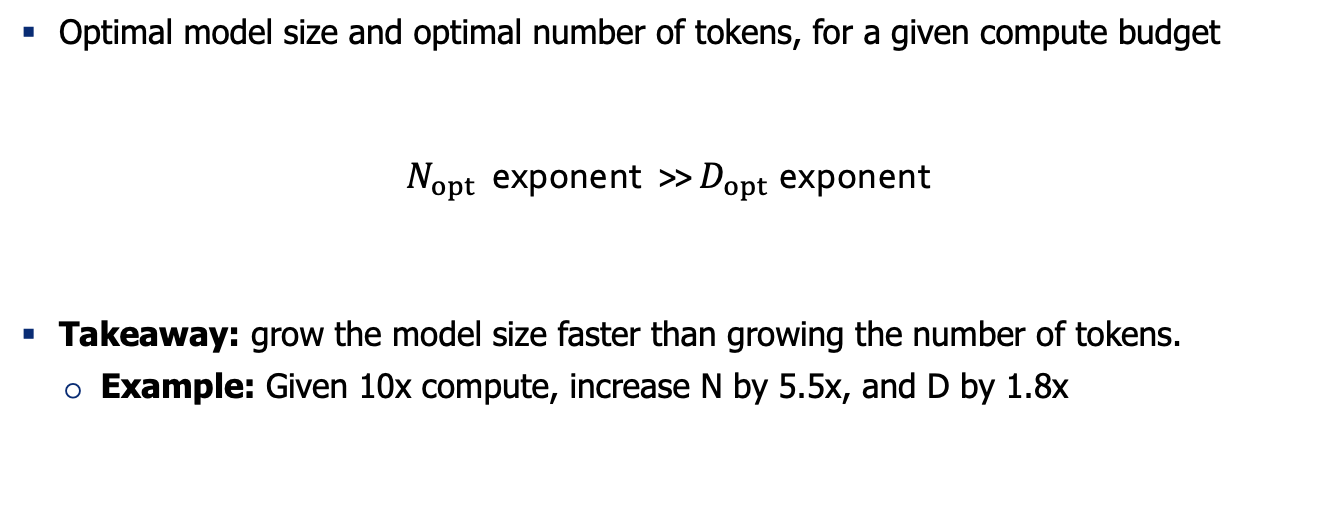 ▪ Optimal model size and optimal number of tokens, for a given compute budget
N_opt exponent ≫ D_opt exponent
▪ Takeaway: grow the model size faster than growing the number of tokens.
○ Example: Given 10x compute, increase N by 5.5x, and D by 1.8x